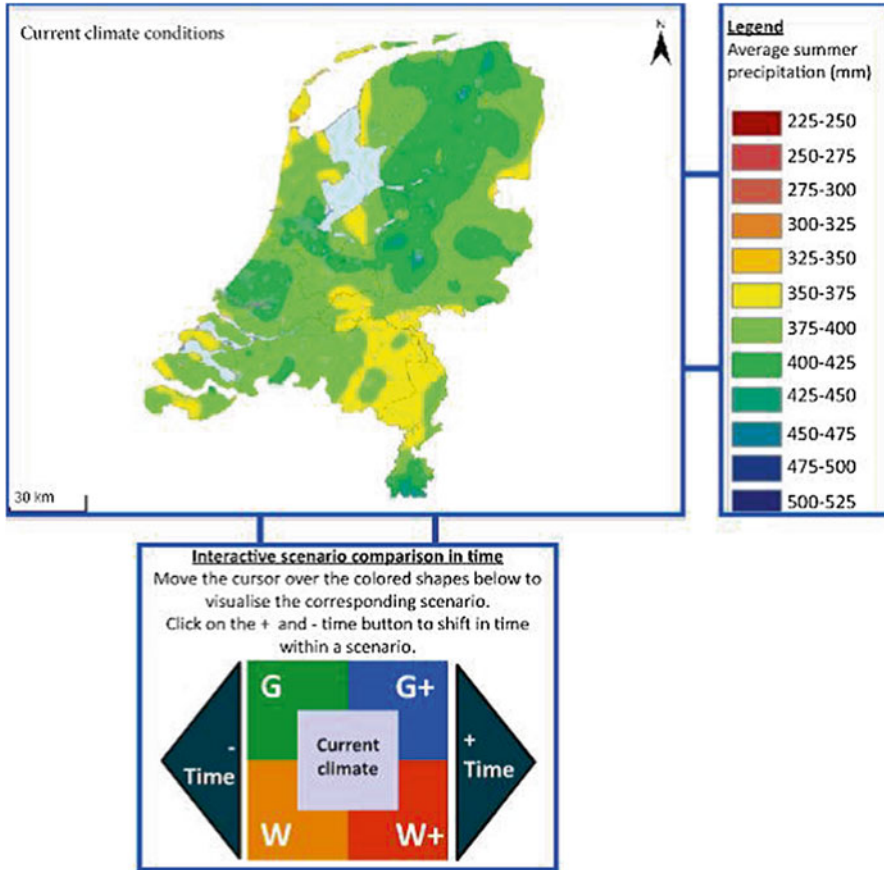 Current climate conditions
N
30 km
Legend
Average summer
precipitation (mm)
225-250
250-275
275-300
300-325
325-350
350-375
375-400
400-425
425-450
450-475
475-500
500-525
Interactive scenario comparison in time
Move the cursor over the colored shapes below to
visualise the corresponding scenario.
Click on the + and - time button to shift in time
within a scenario.
G
G+
-
Time
Current
climate
+
Time
W
W+